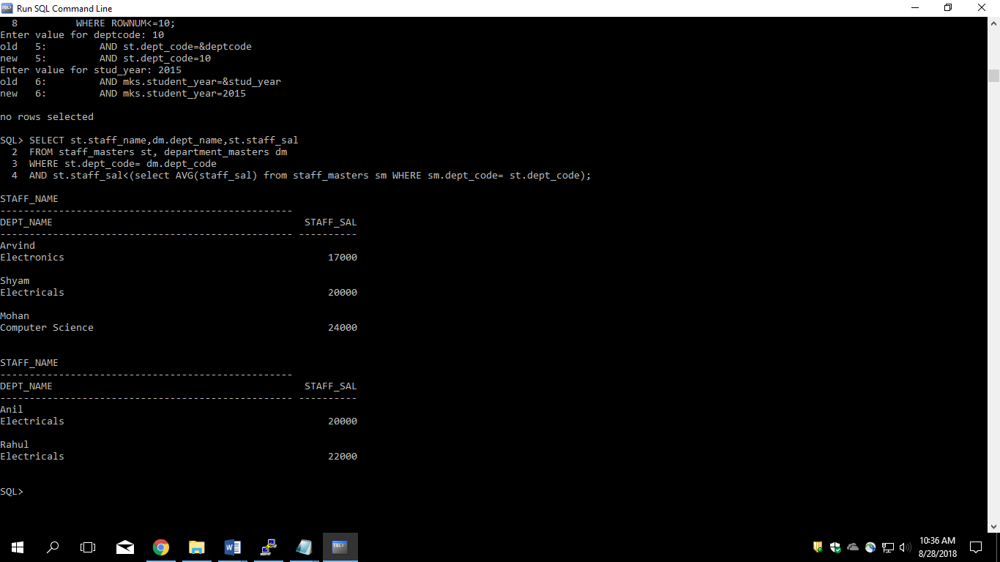 Run SQL Command Line
  8          WHERE ROWNUM<=10;
Enter value for deptcode: 10
old   5:         AND st.dept_code=&deptcode
new   5:         AND st.dept_code=10
Enter value for stud_year: 2015
old   6:         AND mks.student_year=&stud_year
new   6:         AND mks.student_year=2015
no rows selected
SQL> SELECT st.staff_name,dm.dept_name,st.staff_sal
  2  FROM staff_masters st, department_masters dm
  3  WHERE st.dept_code= dm.dept_code
  4  AND st.staff_sal<(select AVG(staff_sal) from staff_masters sm WHERE sm.dept_code= st.dept_code);
STAFF_NAME
--------------------------------------------------
DEPT_NAME                                           STAFF_SAL
-------------------------------------------------- ----------
Arvind
Electronics                                             17000
Shyam
Electricals                                             20000
Mohan
Computer Science                                        24000
STAFF_NAME
--------------------------------------------------
DEPT_NAME                                           STAFF_SAL
-------------------------------------------------- ----------
Anil
Electricals                                             20000
Rahul
Electricals                                             22000
SQL>
10:36 AM
8/28/2018